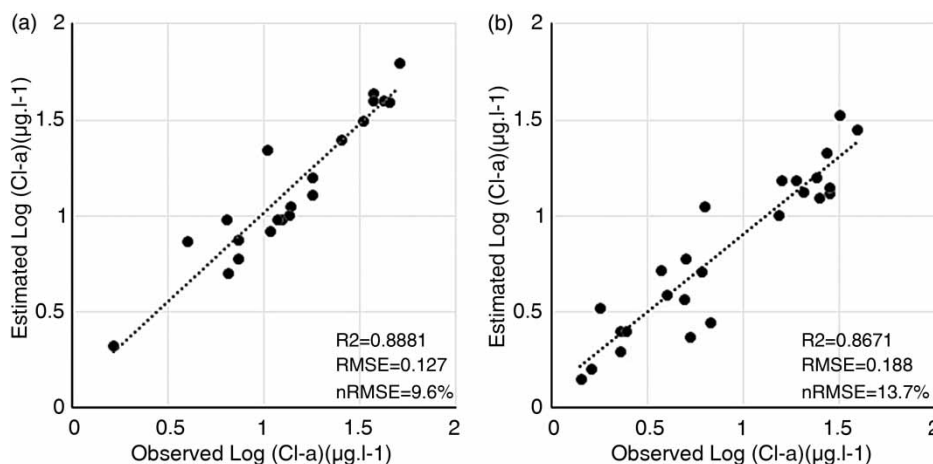 (a)
2
1.5
1
0.5
0
Estimated Log (Cl-a)(µg.l-1)
R2=0.8881
RMSE=0.127
nRMSE=9.6%
0 0.5 1 1.5 2
Observed Log (Cl-a)(µg.l-1)
(b)
2
1.5
1
0.5
0
Estimated Log (Cl-a)(µg.l-1)
R2=0.8671
RMSE=0.188
nRMSE=13.7%
0 0.5 1 1.5 2
Observed Log (Cl-a)(µg.l-1)